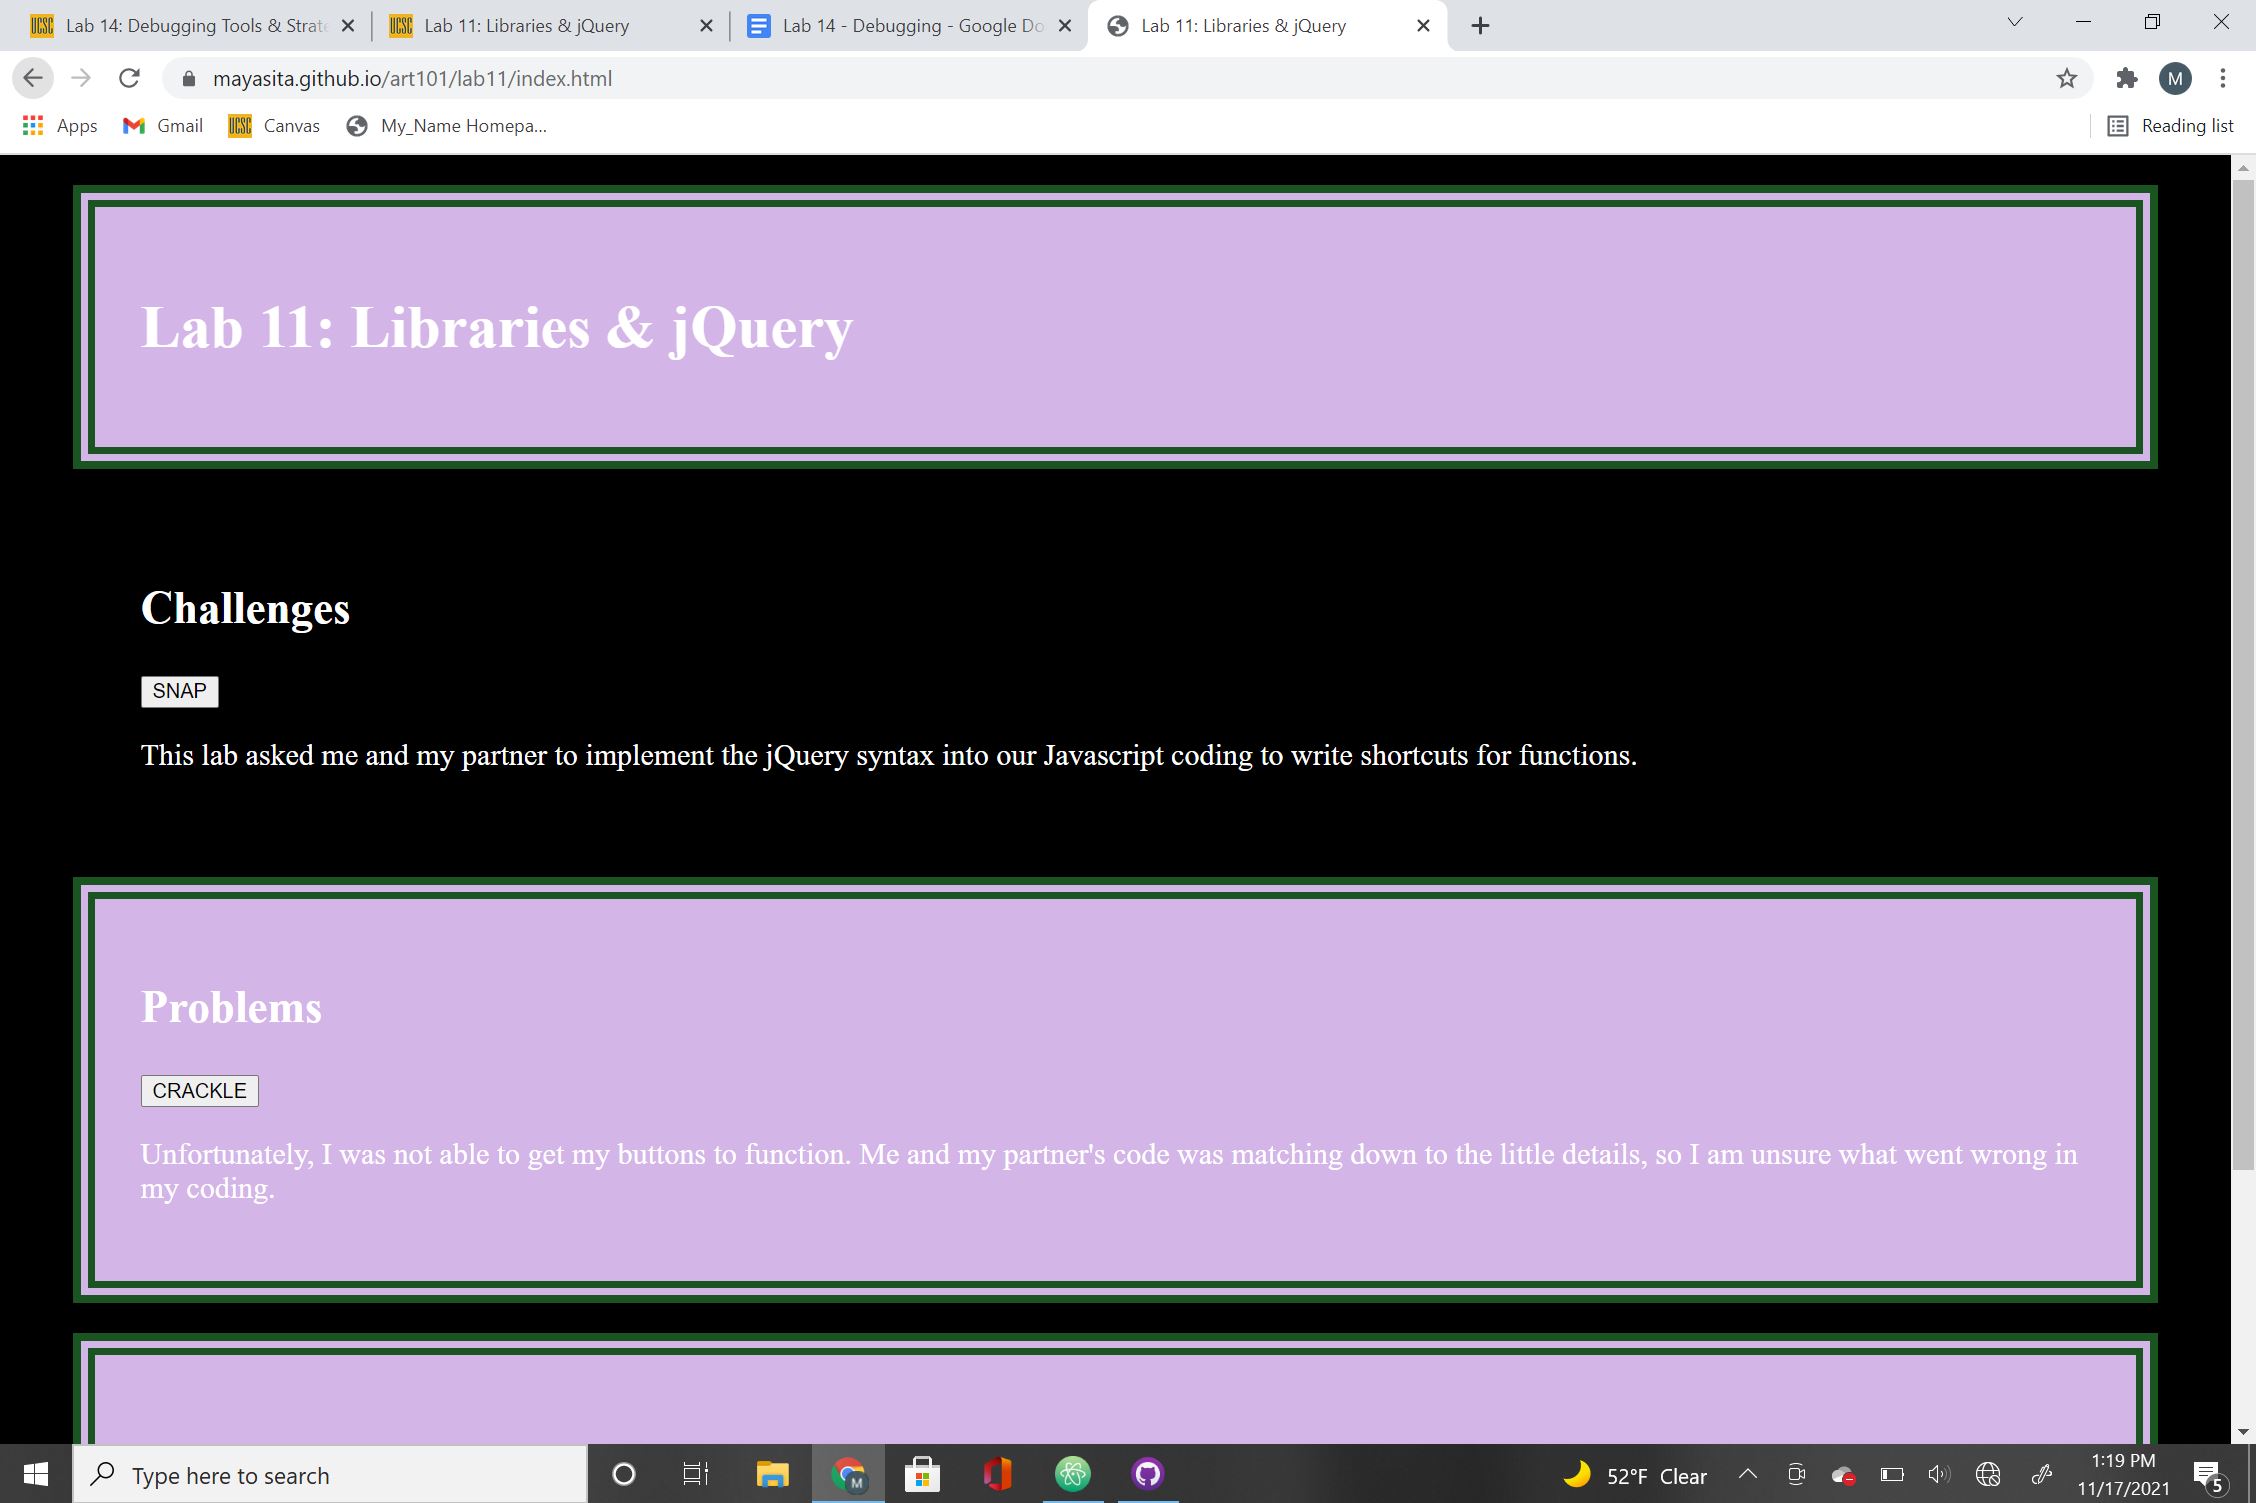 UCSC Lab 14: Debugging Tools & Strate
UCSC Lab 11: Libraries & jQuery
Lab 14 - Debugging - Google Do
Lab 11: Libraries & jQuery
mayasita.github.io/art101/lab11/index.html
M
Apps
Gmail
UCSC Canvas
My_Name Homepa...
Reading list
Lab 11: Libraries & jQuery
Challenges
SNAP
This lab asked me and my partner to implement the jQuery syntax into our Javascript coding to write shortcuts for functions.
Problems
CRACKLE
Unfortunately, I was not able to get my buttons to function. Me and my partner's code was matching down to the little details, so I am unsure what went wrong in
my coding.
Type here to search
M
52°F Clear
1:19 PM
11/17/2021
5